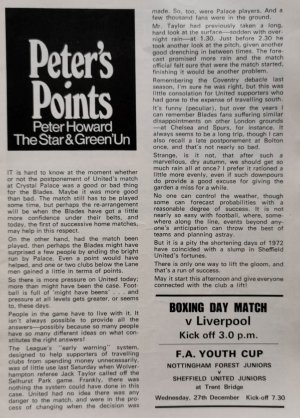 Peter's
Points
Peter Howard
The Star & Green'Un
IT is hard to know at the moment whether
or not the postponement of United's match
at Crystal Palace was a good or bad thing
for the Blades. Maybe it was more good
than bad. The match still has to be played
some time, but perhaps the re-arrangement
will be when the Blades have got a little
more confidence under their belts, and
today, the first of successive home matches,
may help in this respect.
On the other hand, had the match been
played, then perhaps the Blades might have
surprised a few people by ending the bright
run by Palace. Even a point would have
helped, and one or two clubs below the Lane
men gained a little in terms of points.
So there is more pressure on United today;
more than might have been the case. Foot-
ball is full of 'might have beens' . . . and
pressure at all levels gets greater, or seems
to, these days.
People in the game have to live with it. It
isn't always possible to provide all the
answers—possibly because so many people
have so many different ideas on what con-
stitutes the right answers!
The League's "early warning" system,
designed to help supporters of travelling
clubs from spending money unnecessarily,
was of little use last Saturday when Wolver-
hampton referee Jack Taylor called off the
Selhurst Park game. Frankly, there was
nothing the system could have done in this
case. United had no idea there was any
danger to the match, and were in the pro-
cess of changing when the decision was
made. So, too, were Palace players. And a
few thousand fans were in the ground.
Mr. Taylor had previously taken a long,
hard look at the surface—sodden with over-
night rain—at 1.30. Just before 2.30 he
took another look at the pitch, given another
good drenching in between times. The fore-
cast promised more rain and the match
official felt sure that were the match started,
finishing it would be another problem.
Remembering the Coventry debacle last
season, I'm sure he was right, but this was
little consolation for United supporters who
had gone to the expense of travelling south.
It's funny (peculiar), but over the years I
can remember Blades fans suffering similar
disappointments on other London grounds
—at Chelsea and Spurs, for instance. It
always seems to be a long trip, though I can
also recall a late postponement at Bolton
once, and that's not nearly so bad.
Strange, is it not, that after such a
marvellous, dry autumn, we should get so
much rain all at once? I prefer it rationed a
little more evenly, even if such downpours
do provide a good excuse for giving the
garden a miss for a while.
No one can control the weather, though
some can forecast probabilities with a
reasonable degree of success. It is not
nearly so easy with football, where, some-
where along the line, events beyond any-
one's anticipation can throw the best of
teams and planning astray.
But it is a pity the shortening days of 1972
have coincided with a slump in Sheffield
United's fortunes.
There is only one way to lift the gloom, and
that's a run of success.
May it start this afternoon and give everyone
connected with the club a lift!
BOXING DAY MATCH
v Liverpool
Kick off 3.0 p.m.
F.A. YOUTH CUP
NOTTINGHAM FOREST JUNIORS
v
SHEFFIELD UNITED JUNIORS
at Trent Bridge
Wednesday, 27th December Kick-off 7.30